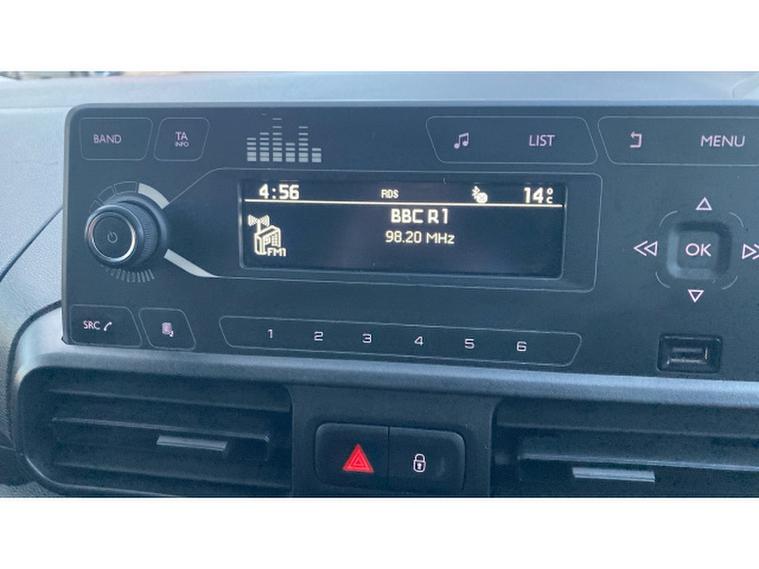 BAND
TA
INFO
LIST
MENU
4:56 RDS 14°C
BBC R1
98.20 MHz
FM1
OK
SRC
1 2 3 4 5 6